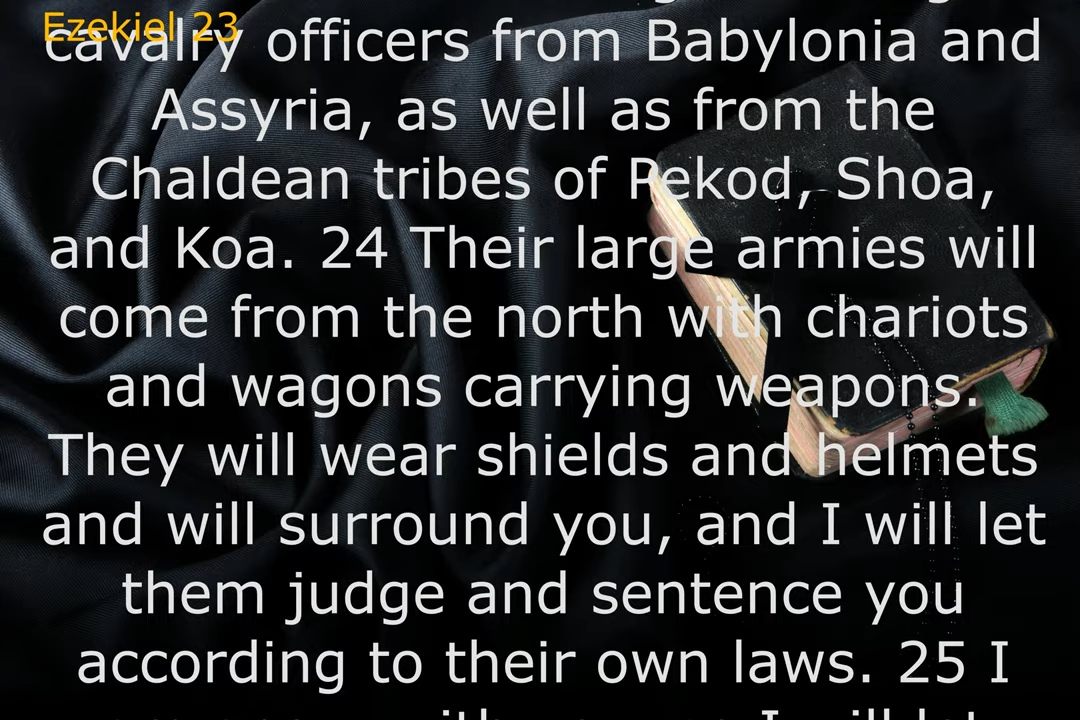 Ezekiel 23
cavalry officers from Babylonia and
Assyria, as well as from the
Chaldean tribes of Pekod, Shoa,
and Koa. 24 Their large armies will
come from the north with chariots
and wagons carrying weapons.
They will wear shields and helmets
and will surround you, and I will let
them judge and sentence you
according to their own laws. 25 I